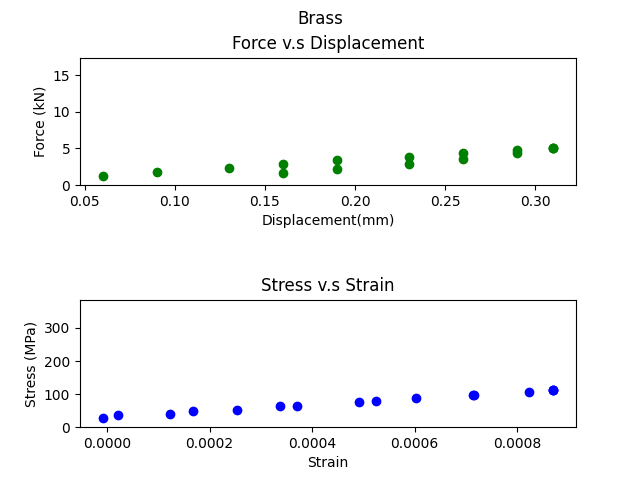 Brass
Force v.s Displacement
15
10
5
0
Force (kN)
0.05 0.10 0.15 0.20 0.25 0.30
Displacement(mm)
Stress v.s Strain
300
200
100
0
Stress (MPa)
0.0000 0.0002 0.0004 0.0006 0.0008
Strain